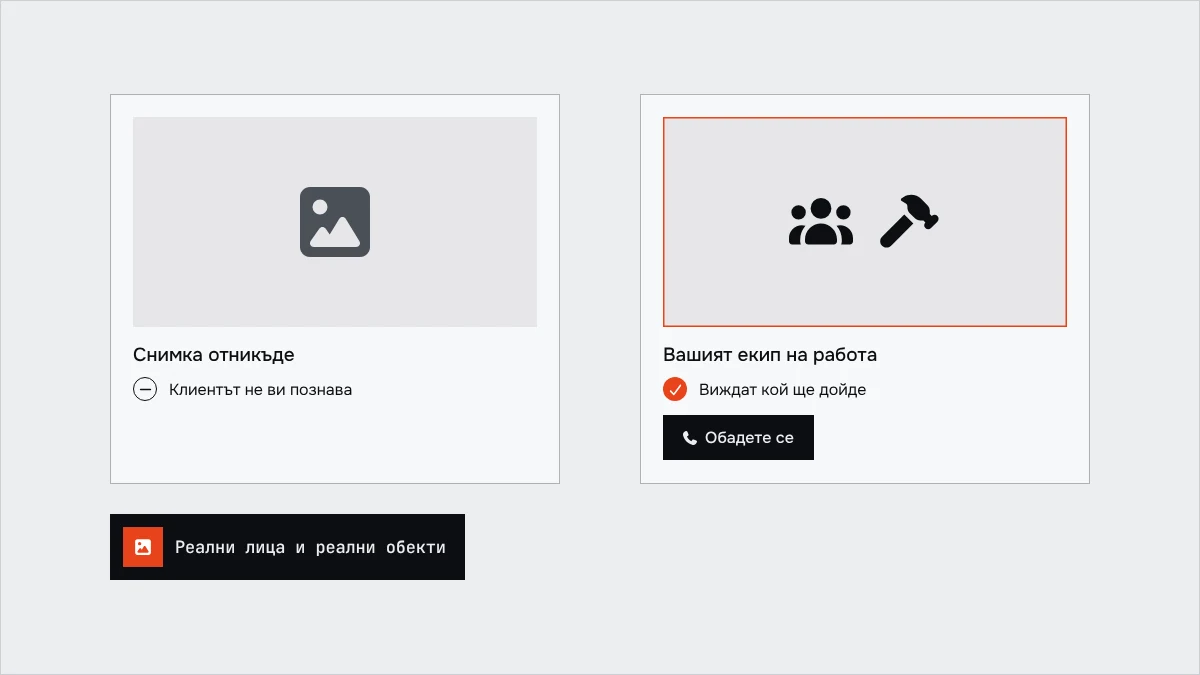 Снимка отникъде
Клиентът не ви познава
Вашият екип на работа
Виждат кой ще дойде
Обадете се
Реални лица и реални обекти